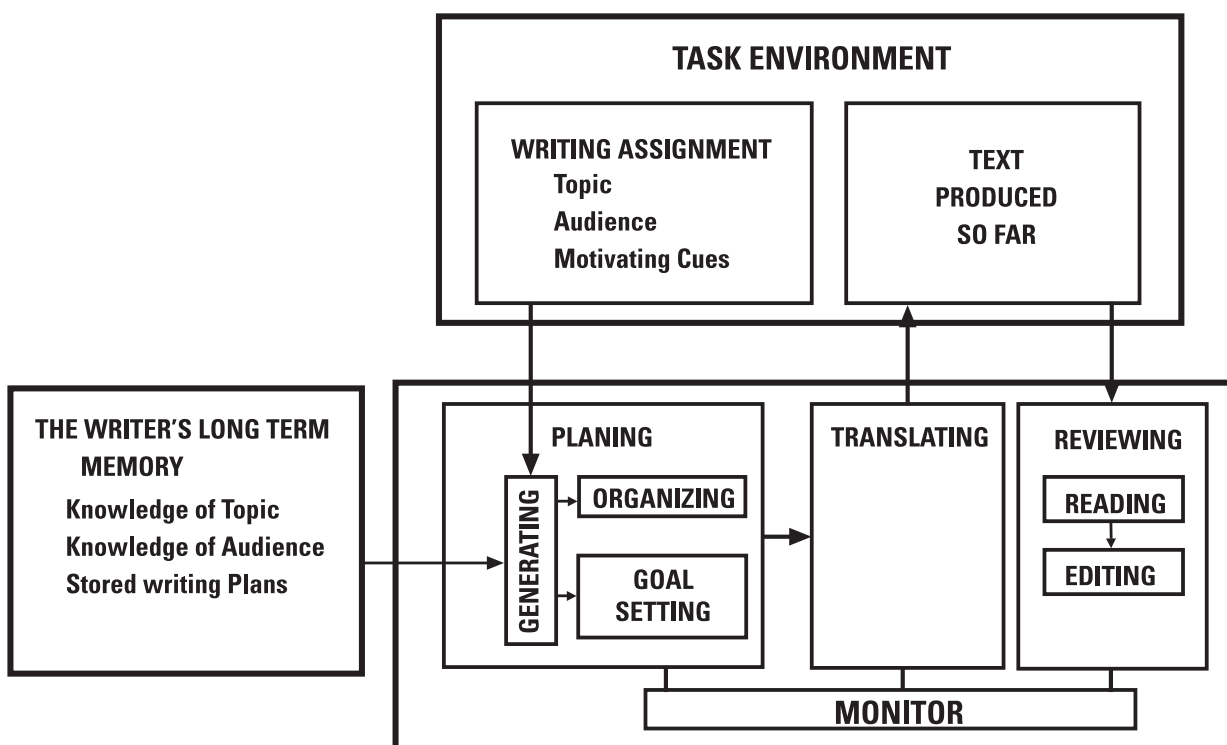 TASK ENVIRONMENT
WRITING ASSIGNMENT
Topic
Audience
Motivating Cues
TEXT
PRODUCED
SO FAR
THE WRITER'S LONG TERM
MEMORY
Knowledge of Topic
Knowledge of Audience
Stored writing Plans
PLANING
GENERATING
ORGANIZING
GOAL
SETTING
TRANSLATING
REVIEWING
READING
EDITING
MONITOR